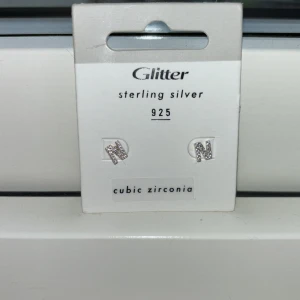 Glitter
sterling silver
925
N N
cubic zirconia